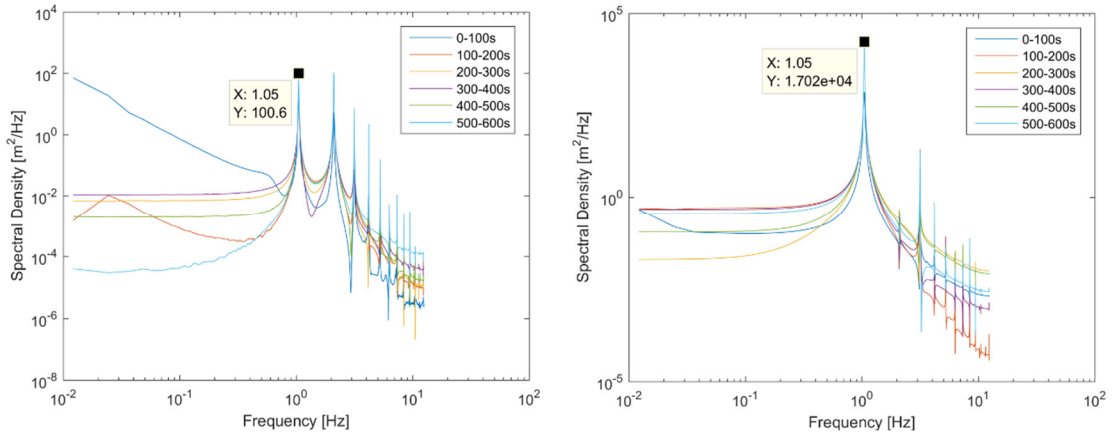 10^4
10^2
10^0
10^-2
10^-4
10^-6
10^-8
Spectral Density [m^2/Hz]
X: 1.05
Y: 100.6
0-100s
100-200s
200-300s
300-400s
400-500s
500-600s
10^-2
10^-1
10^0
10^1
10^2
Frequency [Hz]
10^5
10^0
10^-5
Spectral Density [m^2/Hz]
X: 1.05
Y: 1.702e+04
0-100s
100-200s
200-300s
300-400s
400-500s
500-600s
10^-2
10^-1
10^0
10^1
10^2
Frequency [Hz]